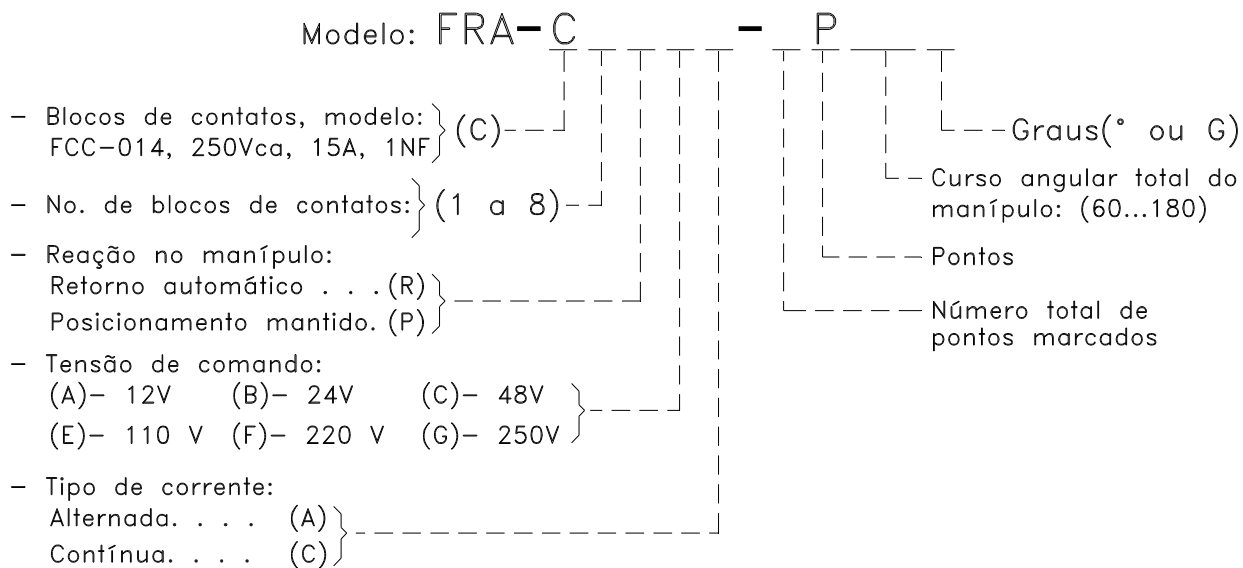 Modelo: FRA-C - P
- Blocos de contatos, modelo:
FCC-014, 250Vca, 15A, 1NF
(C)
- No. de blocos de contatos:
(1 a 8)
- Reação no manípulo:
Retorno automático . . . (R)
Posicionamento mantido. (P)
- Tensão de comando:
(A)- 12V (B)- 24V (C)- 48V
(E)- 110 V (F)- 220 V (G)- 250V
- Tipo de corrente:
Alternada. . . . (A)
Contínua. . . . (C)
Graus(° ou G)
Curso angular total do
manípulo: (60...180)
Pontos
Número total de
pontos marcados